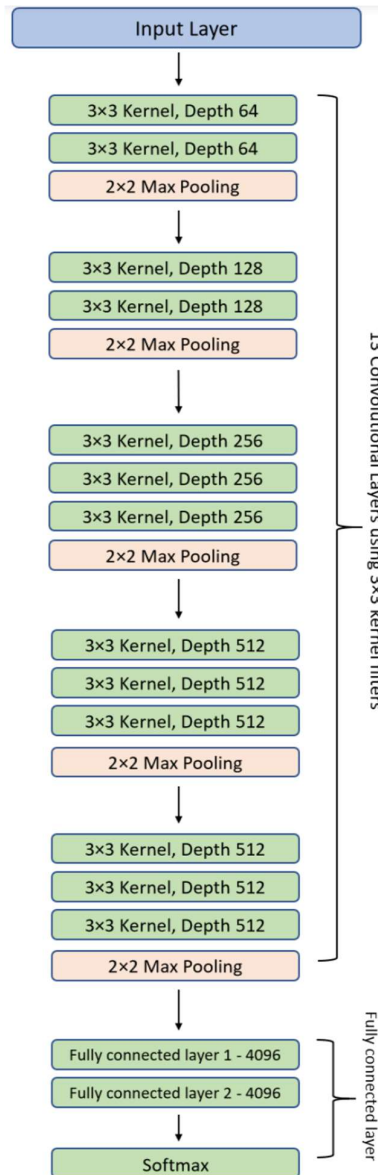 Input Layer
3×3 Kernel, Depth 64
3×3 Kernel, Depth 64
2×2 Max Pooling
3×3 Kernel, Depth 128
3×3 Kernel, Depth 128
2×2 Max Pooling
3×3 Kernel, Depth 256
3×3 Kernel, Depth 256
3×3 Kernel, Depth 256
2×2 Max Pooling
3×3 Kernel, Depth 512
3×3 Kernel, Depth 512
3×3 Kernel, Depth 512
2×2 Max Pooling
3×3 Kernel, Depth 512
3×3 Kernel, Depth 512
3×3 Kernel, Depth 512
2×2 Max Pooling
13 Convolutional Layers using 3×3 kernel filters
Fully connected layer 1 - 4096
Fully connected layer 2 - 4096
Softmax
Fully connected layer